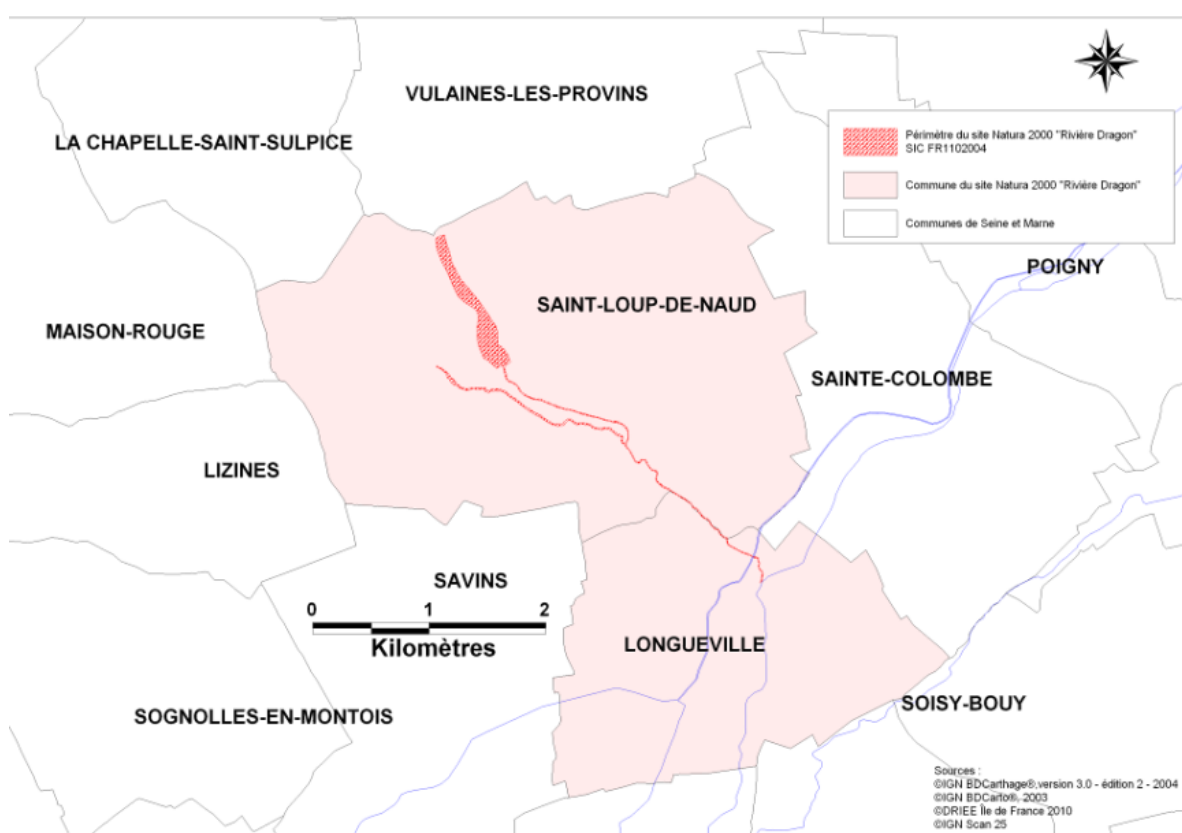 VULAINES-LES-PROVINS
LA CHAPELLE-SAINT-SULPICE
Périmètre du site Natura 2000 "Rivière Dragon"
SIC FR1102004
Commune du site Natura 2000 "Rivière Dragon"
Communes de Seine et Marne
POIGNY
SAINT-LOUP-DE-NAUD
MAISON-ROUGE
SAINTE-COLOMBE
LIZINES
SAVINS
0 1 2
Kilomètres
LONGUEVILLE
SOGNOLLES-EN-MONTOIS
SOISY-BOUY
Sources :
©IGN BDCarthage®,version 3.0 - édition 2 - 2004
©IGN BDCarto®, 2003
©DRIEE Île de France 2010
©IGN Scan 25